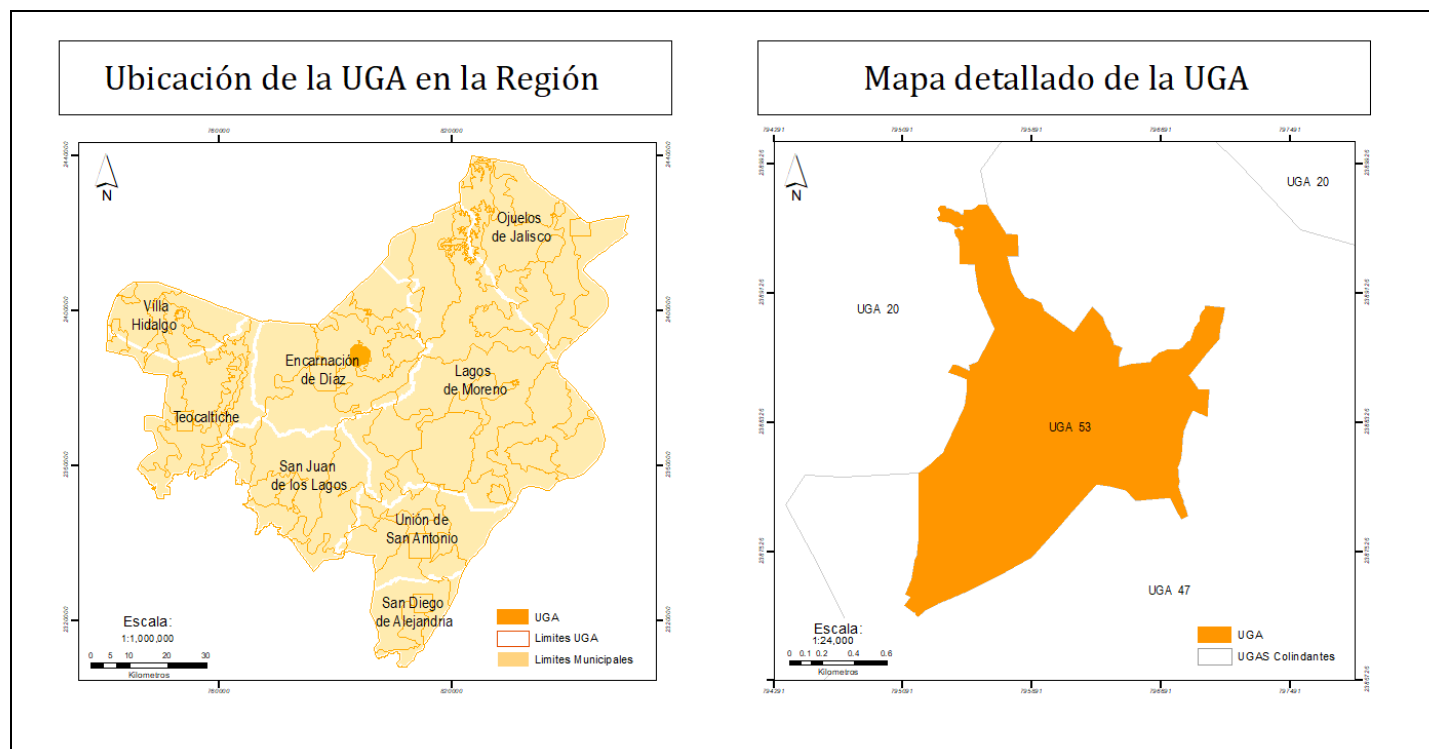 Ubicación de la UGA en la Región
N
Ojuelos
de Jalisco
Villa
Hidalgo
Encarnación
de Díaz
Lagos
de Moreno
Teocaltiche
San Juan
de los Lagos
Unión de
San Antonio
San Diego
de Alejandria
Escala:
1:1,000,000
0 5 10 20 30
Kilometros
UGA
Limites UGA
Limites Municipales
Mapa detallado de la UGA
N
UGA 20
UGA 20
UGA 53
UGA 47
Escala:
1:24,000
0 0.1 0.2 0.4 0.6
Kilometros
UGA
UGAS Colindantes